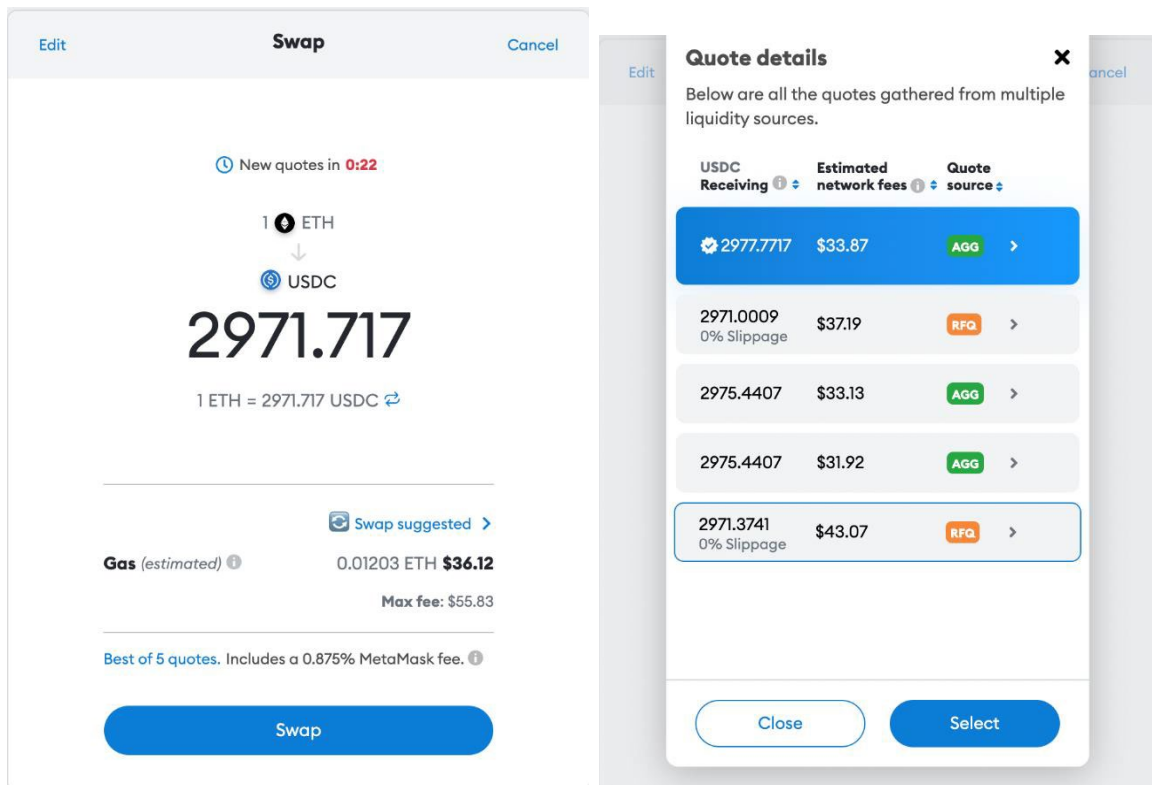 Edit Swap Cancel
New quotes in 0:22
1 ETH
USDC
2971.717
1 ETH = 2971.717 USDC
Swap suggested
Gas (estimated) 0.01203 ETH $36.12
Max fee: $55.83
Best of 5 quotes. Includes a 0.875% MetaMask fee.
Swap
Edit
ancel
Quote details
Below are all the quotes gathered from multiple
liquidity sources.
USDC Estimated Quote
Receiving network fees source
2977.7717 $33.87 AGG
2971.0009 $37.19 RFQ
0% Slippage
2975.4407 $33.13 AGG
2975.4407 $31.92 AGG
2971.3741 $43.07 RFQ
0% Slippage
Close Select